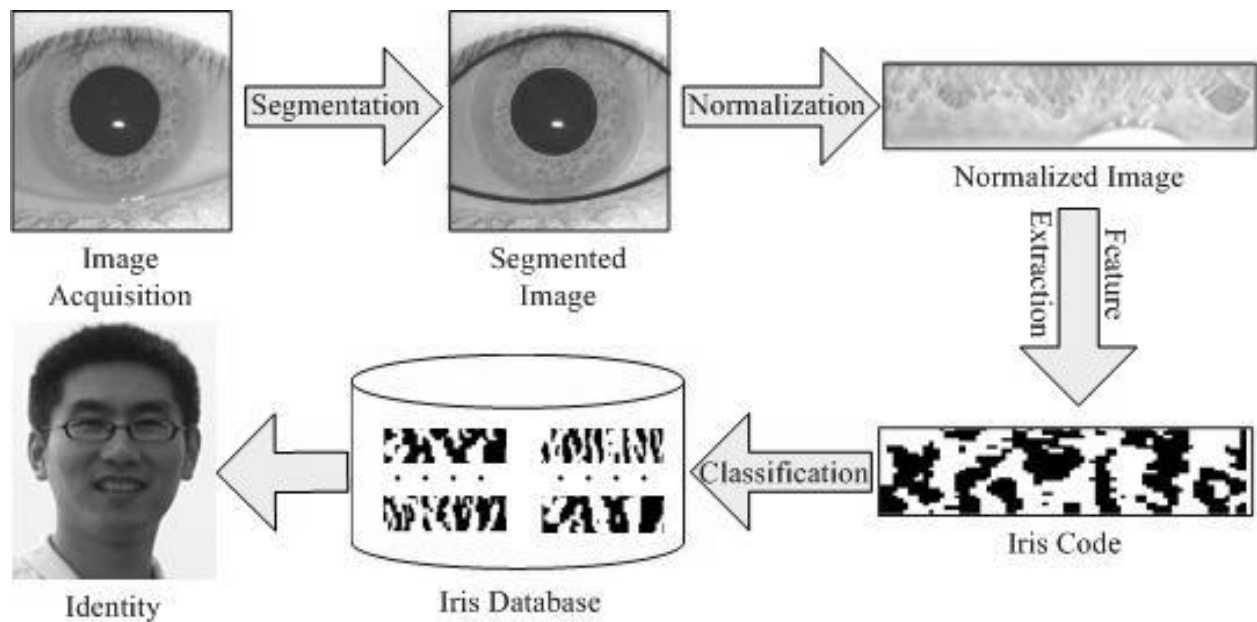 Segmentation
Normalization
Image
Acquisition
Segmented
Image
Normalized Image
Feature
Extraction
Classification
Iris Code
Iris Database
Identity